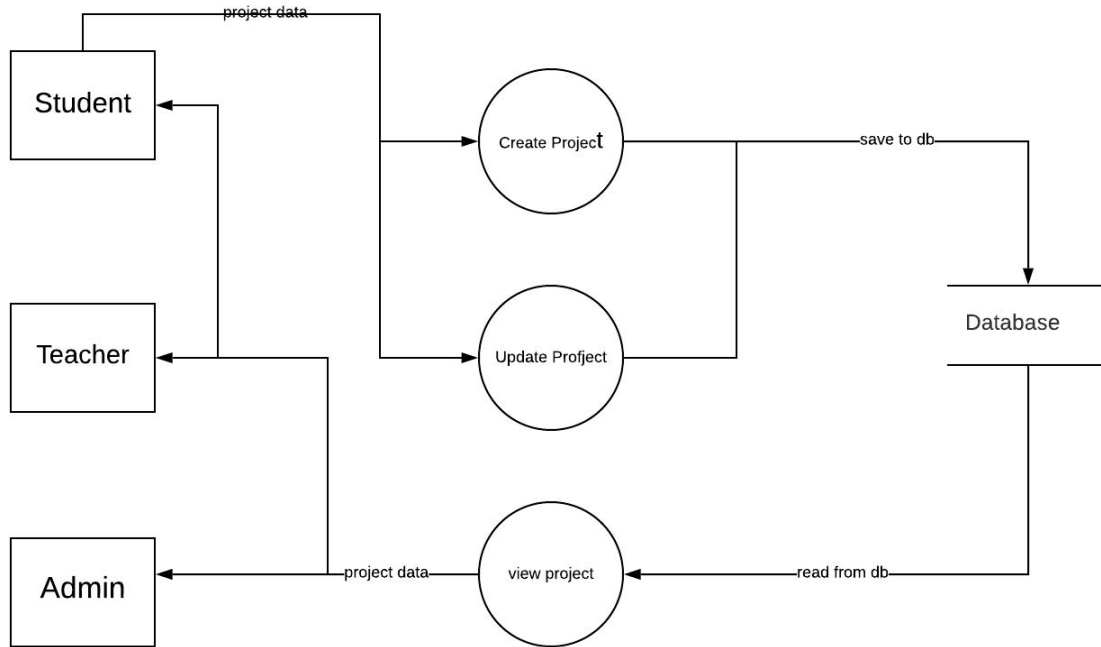 project data
Student
Create Project
save to db
Database
Teacher
Update Profject
Admin
project data
view project
read from db